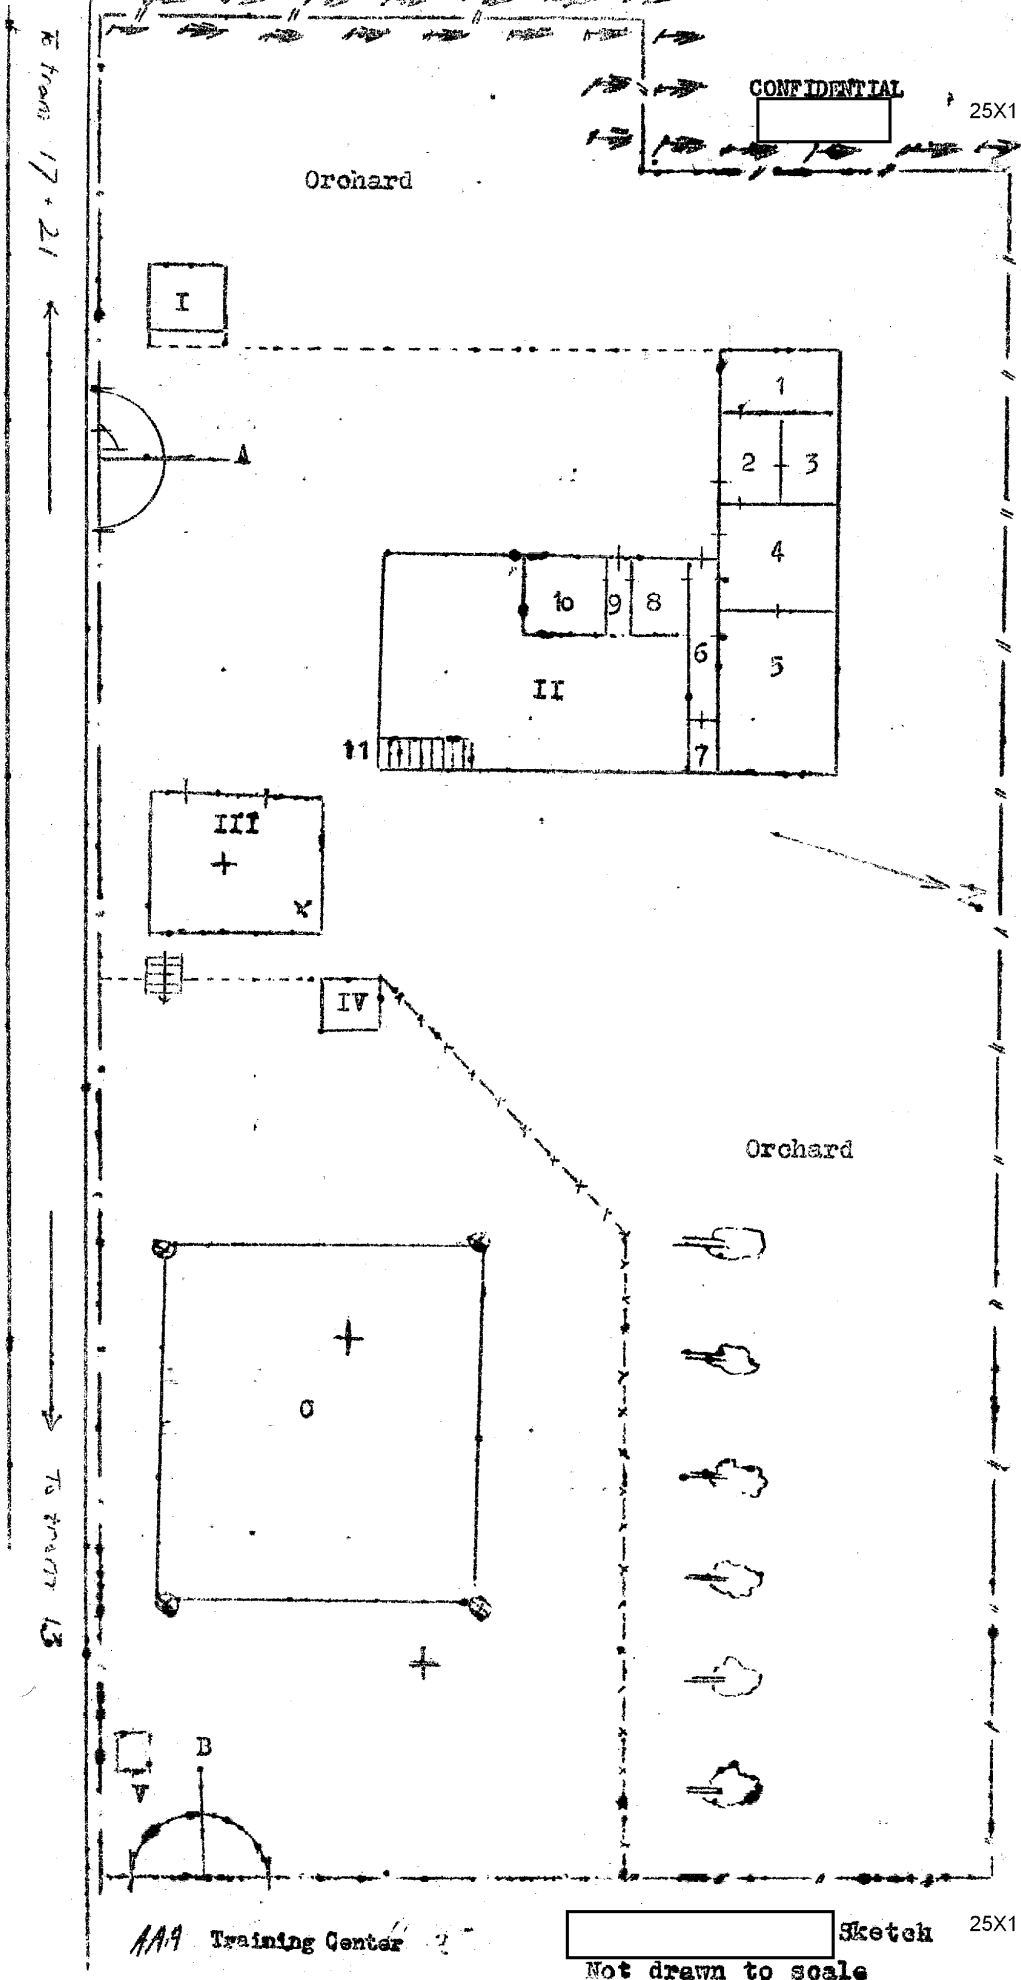 CONFIDENTIAL
25X1
To tram 17 + 21
Orchard
I
1
A
2
3
4
10
9
8
6
5
II
11
7
III
IV
Orchard
C
To tram 13
B
V
AAA Training Center
Sketch
25X1
Not drawn to scale